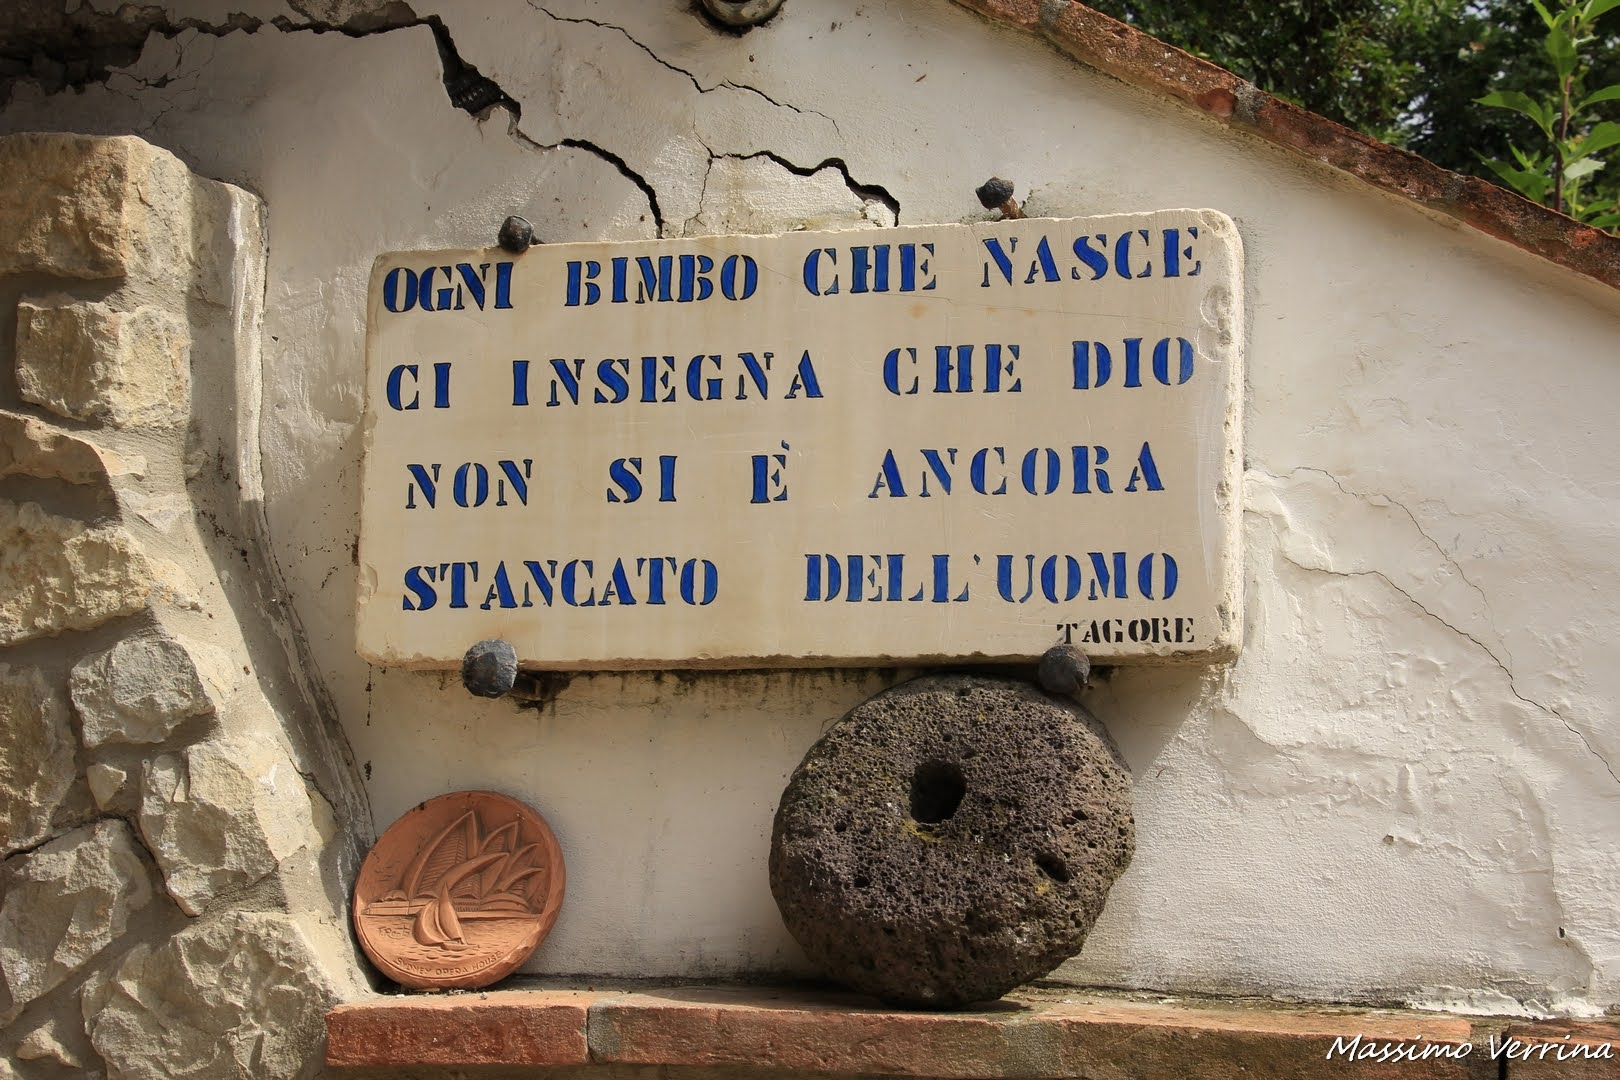 OGNI BIMBO CHE NASCE
CI INSEGNA CHE DIO
NON SI È ANCORA
STANCATO DELL'UOMO
TAGORE
SYDNEY OPERA HOUSE
Massimo Verrina